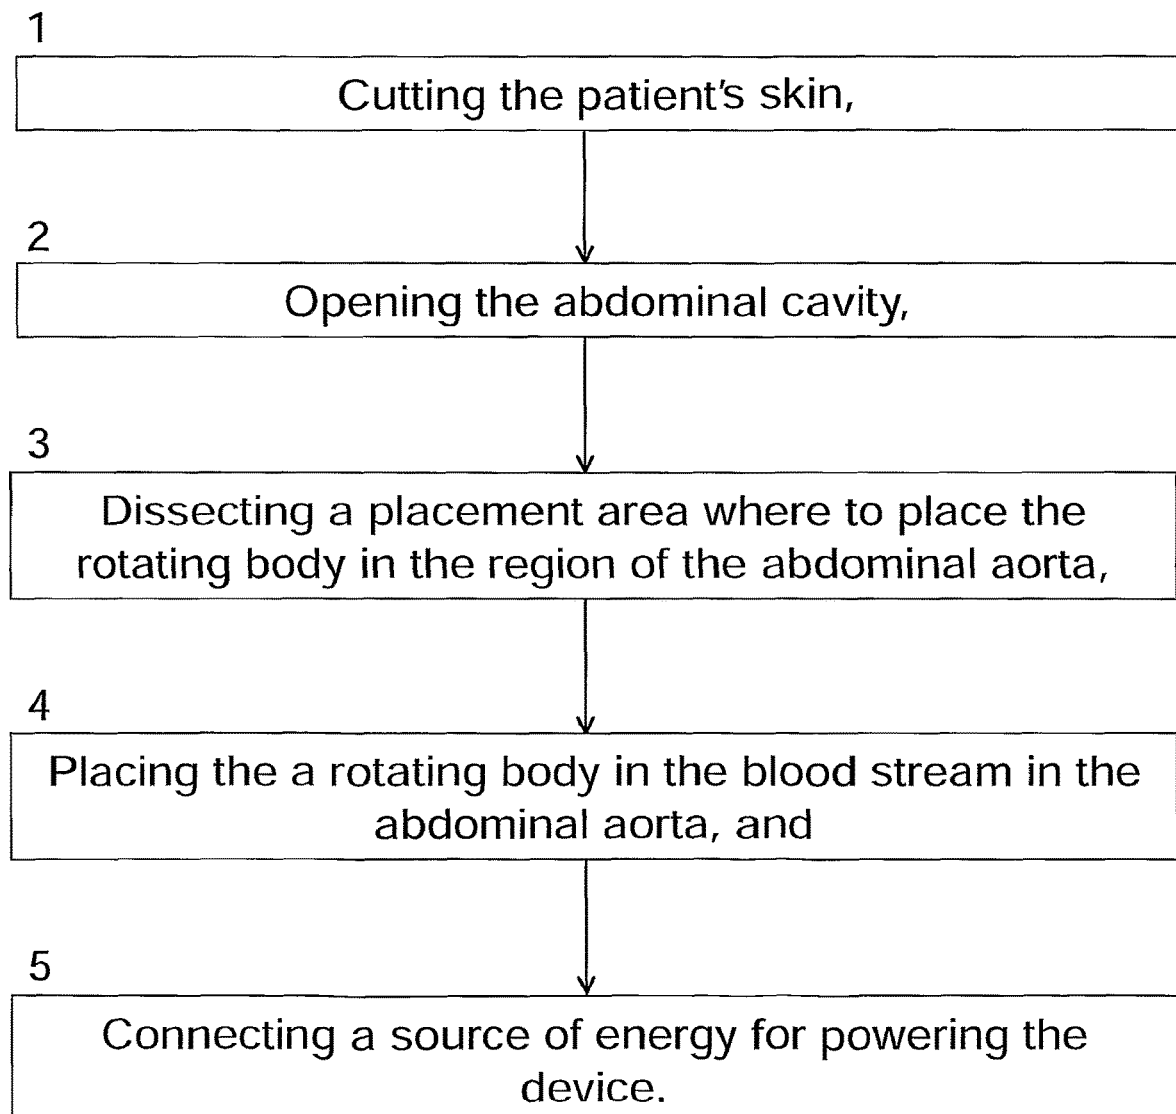 1
Cutting the patient's skin,
2
Opening the abdominal cavity,
3
Dissecting a placement area where to place the
rotating body in the region of the abdominal aorta,
4
Placing the a rotating body in the blood stream in the
abdominal aorta, and
5
Connecting a source of energy for powering the
device.